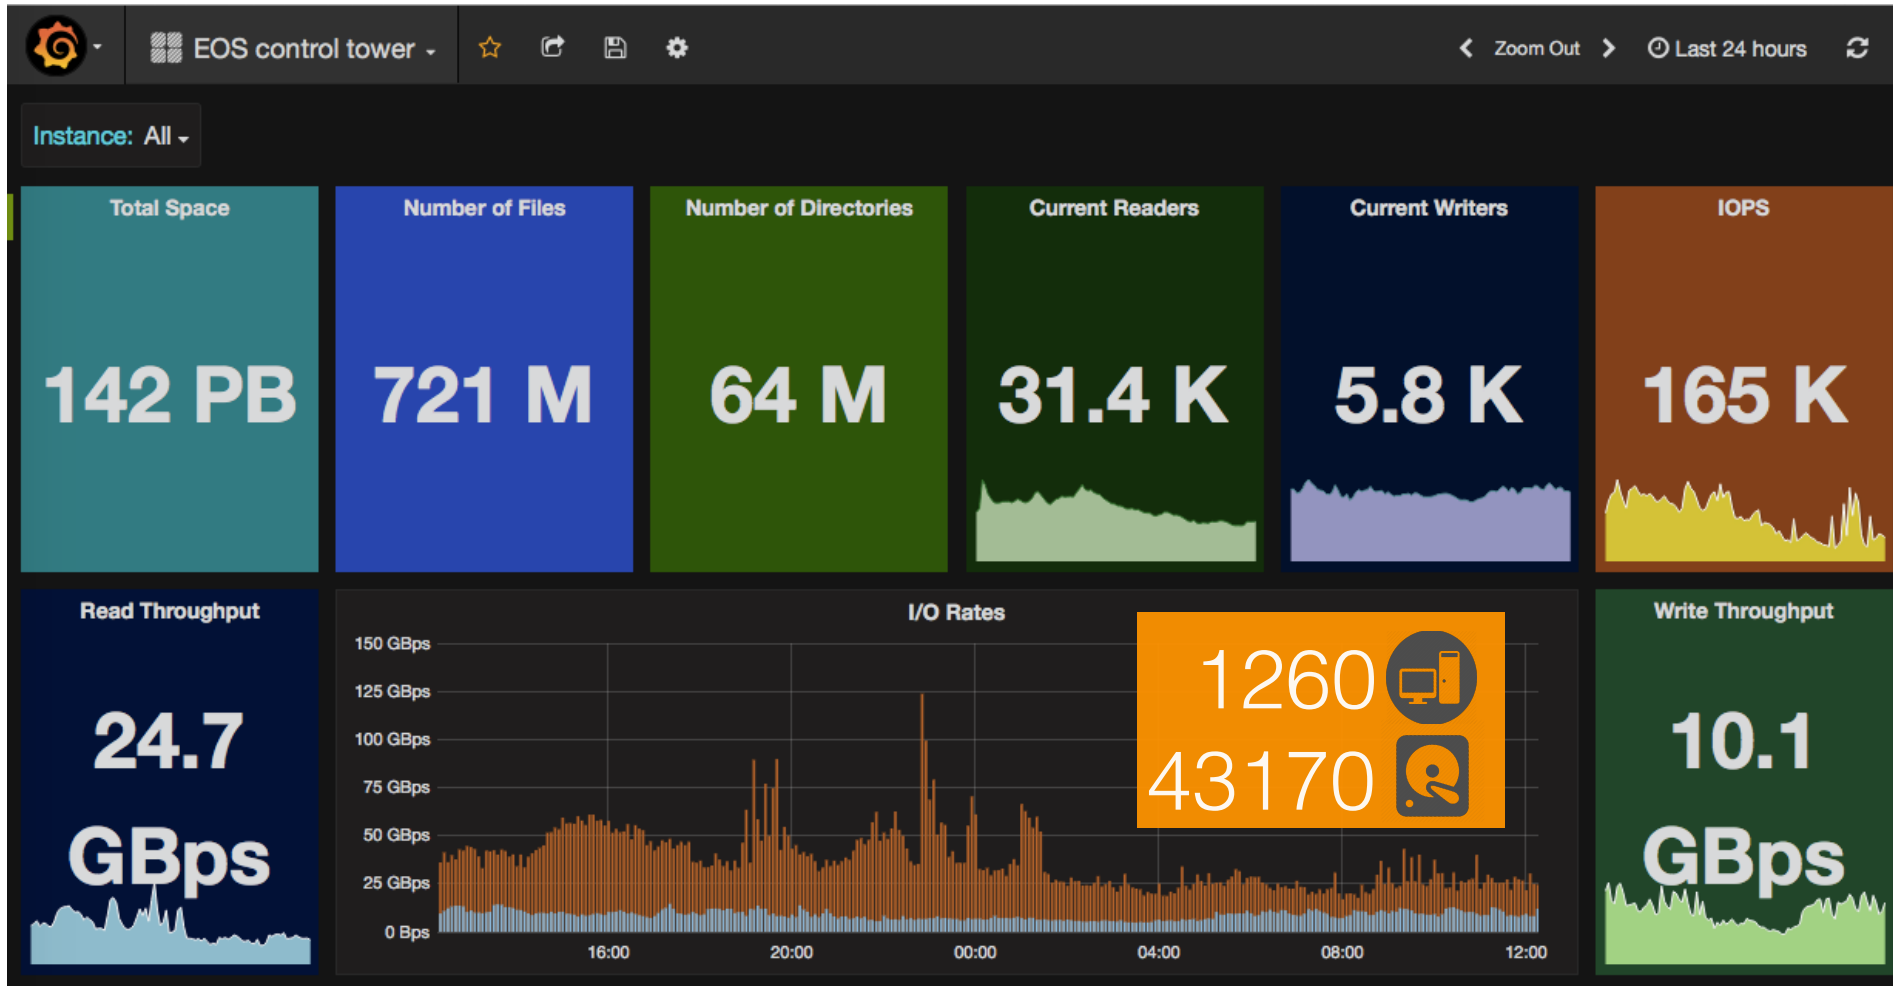 EOS control tower
Zoom Out
Last 24 hours
Instance: All
Total Space
142 PB
Number of Files
721 M
Number of Directories
64 M
Current Readers
31.4 K
Current Writers
5.8 K
IOPS
165 K
Read Throughput
24.7
GBps
I/O Rates
150 GBps
125 GBps
100 GBps
75 GBps
50 GBps
25 GBps
0 Bps
16:00
20:00
00:00
04:00
08:00
12:00
1260
43170
Write Throughput
10.1
GBps